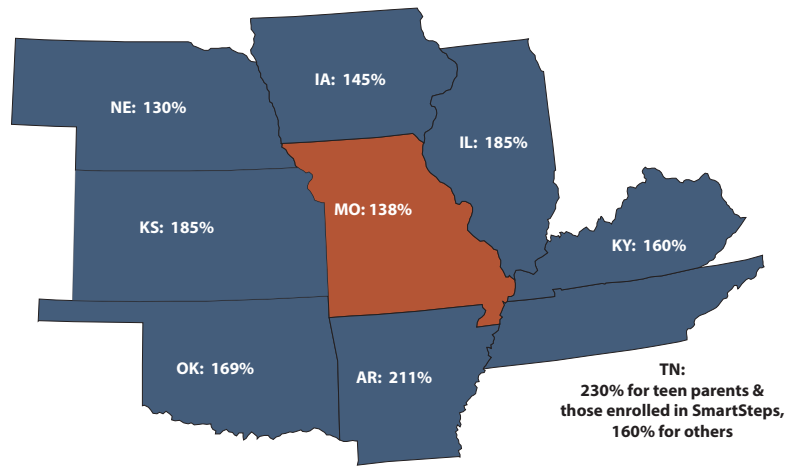 IA: 145%
NE: 130%
IL: 185%
MO: 138%
KS: 185%
KY: 160%
OK: 169%
AR: 211%
TN:
230% for teen parents &
those enrolled in SmartSteps,
160% for others